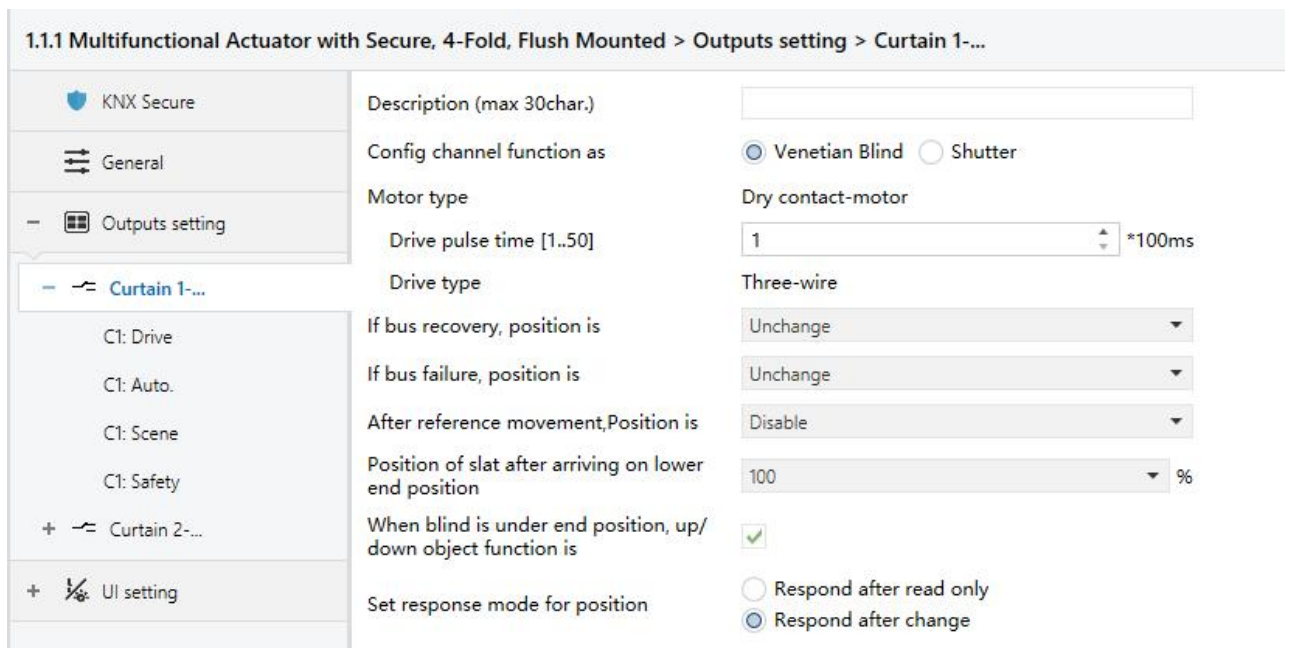 1.1.1 Multifunctional Actuator with Secure, 4-Fold, Flush Mounted > Outputs setting > Curtain 1-...
KNX Secure
General
Outputs setting
Curtain 1-...
C1: Drive
C1: Auto.
C1: Scene
C1: Safety
Curtain 2-...
UI setting
Description (max 30char.)
Config channel function as
Venetian Blind
Shutter
Motor type
Dry contact-motor
Drive pulse time [1..50]
1
*100ms
Drive type
Three-wire
If bus recovery, position is
Unchange
If bus failure, position is
Unchange
After reference movement,Position is
Disable
Position of slat after arriving on lower
end position
100
%
When blind is under end position, up/
down object function is
Set response mode for position
Respond after read only
Respond after change